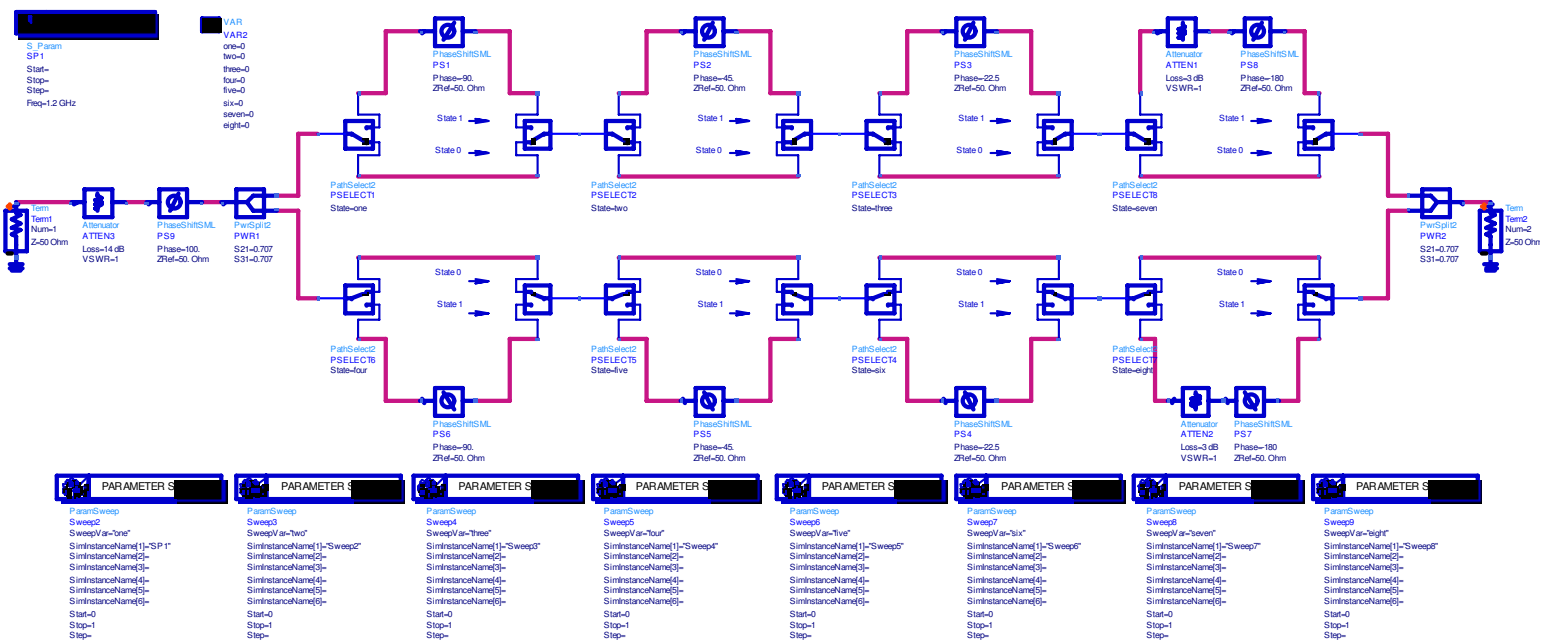 S_Param
SP1
Start=
Stop=
Step=
Freq=1.2 GHz
VAR
VAR2
one=0
two=0
three=0
four=0
five=0
six=0
seven=0
eight=0
PhaseShiftSML
PS1
Phase=-90.
ZRef=50. Ohm
PhaseShiftSML
PS2
Phase=-45.
ZRef=50. Ohm
PhaseShiftSML
PS3
Phase=-22.5
ZRef=50. Ohm
Attenuator
ATTEN1
Loss=3 dB
VSWR=1
PhaseShiftSML
PS8
Phase=-180
ZRef=50. Ohm
State 1
State 0
State 1
State 0
State 1
State 0
State 1
State 0
PathSelect2
PSELECT1
State=one
PathSelect2
PSELECT2
State=two
PathSelect2
PSELECT3
State=three
PathSelect2
PSELECT8
State=seven
Term
Term1
Num=1
Z=50 Ohm
Attenuator
ATTEN3
Loss=14 dB
VSWR=1
PhaseShiftSML
PS9
Phase=100.
ZRef=50. Ohm
PwrSplit2
PWR1
S21=0.707
S31=0.707
PwrSplit2
PWR2
S21=0.707
S31=0.707
Term
Term2
Num=2
Z=50 Ohm
State 0
State 1
State 0
State 1
State 0
State 1
State 0
State 1
PathSelect2
PSELECT6
State=four
PathSelect2
PSELECT5
State=five
PathSelect2
PSELECT4
State=six
PathSelect2
PSELECT7
State=eight
PhaseShiftSML
PS6
Phase=-90.
ZRef=50. Ohm
PhaseShiftSML
PS5
Phase=-45.
ZRef=50. Ohm
PhaseShiftSML
PS4
Phase=-22.5
ZRef=50. Ohm
Attenuator
ATTEN2
Loss=3 dB
VSWR=1
PhaseShiftSML
PS7
Phase=-180
ZRef=50. Ohm
PARAMETER S
ParamSweep
Sweep2
SweepVar="one"
SimInstanceName[1]="SP1"
SimInstanceName[2]=
SimInstanceName[3]=
SimInstanceName[4]=
SimInstanceName[5]=
SimInstanceName[6]=
Start=0
Stop=1
Step=
PARAMETER S
ParamSweep
Sweep3
SweepVar="two"
SimInstanceName[1]="Sweep2"
SimInstanceName[2]=
SimInstanceName[3]=
SimInstanceName[4]=
SimInstanceName[5]=
SimInstanceName[6]=
Start=0
Stop=1
Step=
PARAMETER S
ParamSweep
Sweep4
SweepVar="three"
SimInstanceName[1]="Sweep3"
SimInstanceName[2]=
SimInstanceName[3]=
SimInstanceName[4]=
SimInstanceName[5]=
SimInstanceName[6]=
Start=0
Stop=1
Step=
PARAMETER S
ParamSweep
Sweep5
SweepVar="four"
SimInstanceName[1]="Sweep4"
SimInstanceName[2]=
SimInstanceName[3]=
SimInstanceName[4]=
SimInstanceName[5]=
SimInstanceName[6]=
Start=0
Stop=1
Step=
PARAMETER S
ParamSweep
Sweep6
SweepVar="five"
SimInstanceName[1]="Sweep5"
SimInstanceName[2]=
SimInstanceName[3]=
SimInstanceName[4]=
SimInstanceName[5]=
SimInstanceName[6]=
Start=0
Stop=1
Step=
PARAMETER S
ParamSweep
Sweep7
SweepVar="six"
SimInstanceName[1]="Sweep6"
SimInstanceName[2]=
SimInstanceName[3]=
SimInstanceName[4]=
SimInstanceName[5]=
SimInstanceName[6]=
Start=0
Stop=1
Step=
PARAMETER S
ParamSweep
Sweep8
SweepVar="seven"
SimInstanceName[1]="Sweep7"
SimInstanceName[2]=
SimInstanceName[3]=
SimInstanceName[4]=
SimInstanceName[5]=
SimInstanceName[6]=
Start=0
Stop=1
Step=
PARAMETER S
ParamSweep
Sweep9
SweepVar="eight"
SimInstanceName[1]="Sweep8"
SimInstanceName[2]=
SimInstanceName[3]=
SimInstanceName[4]=
SimInstanceName[5]=
SimInstanceName[6]=
Start=0
Stop=1
Step=